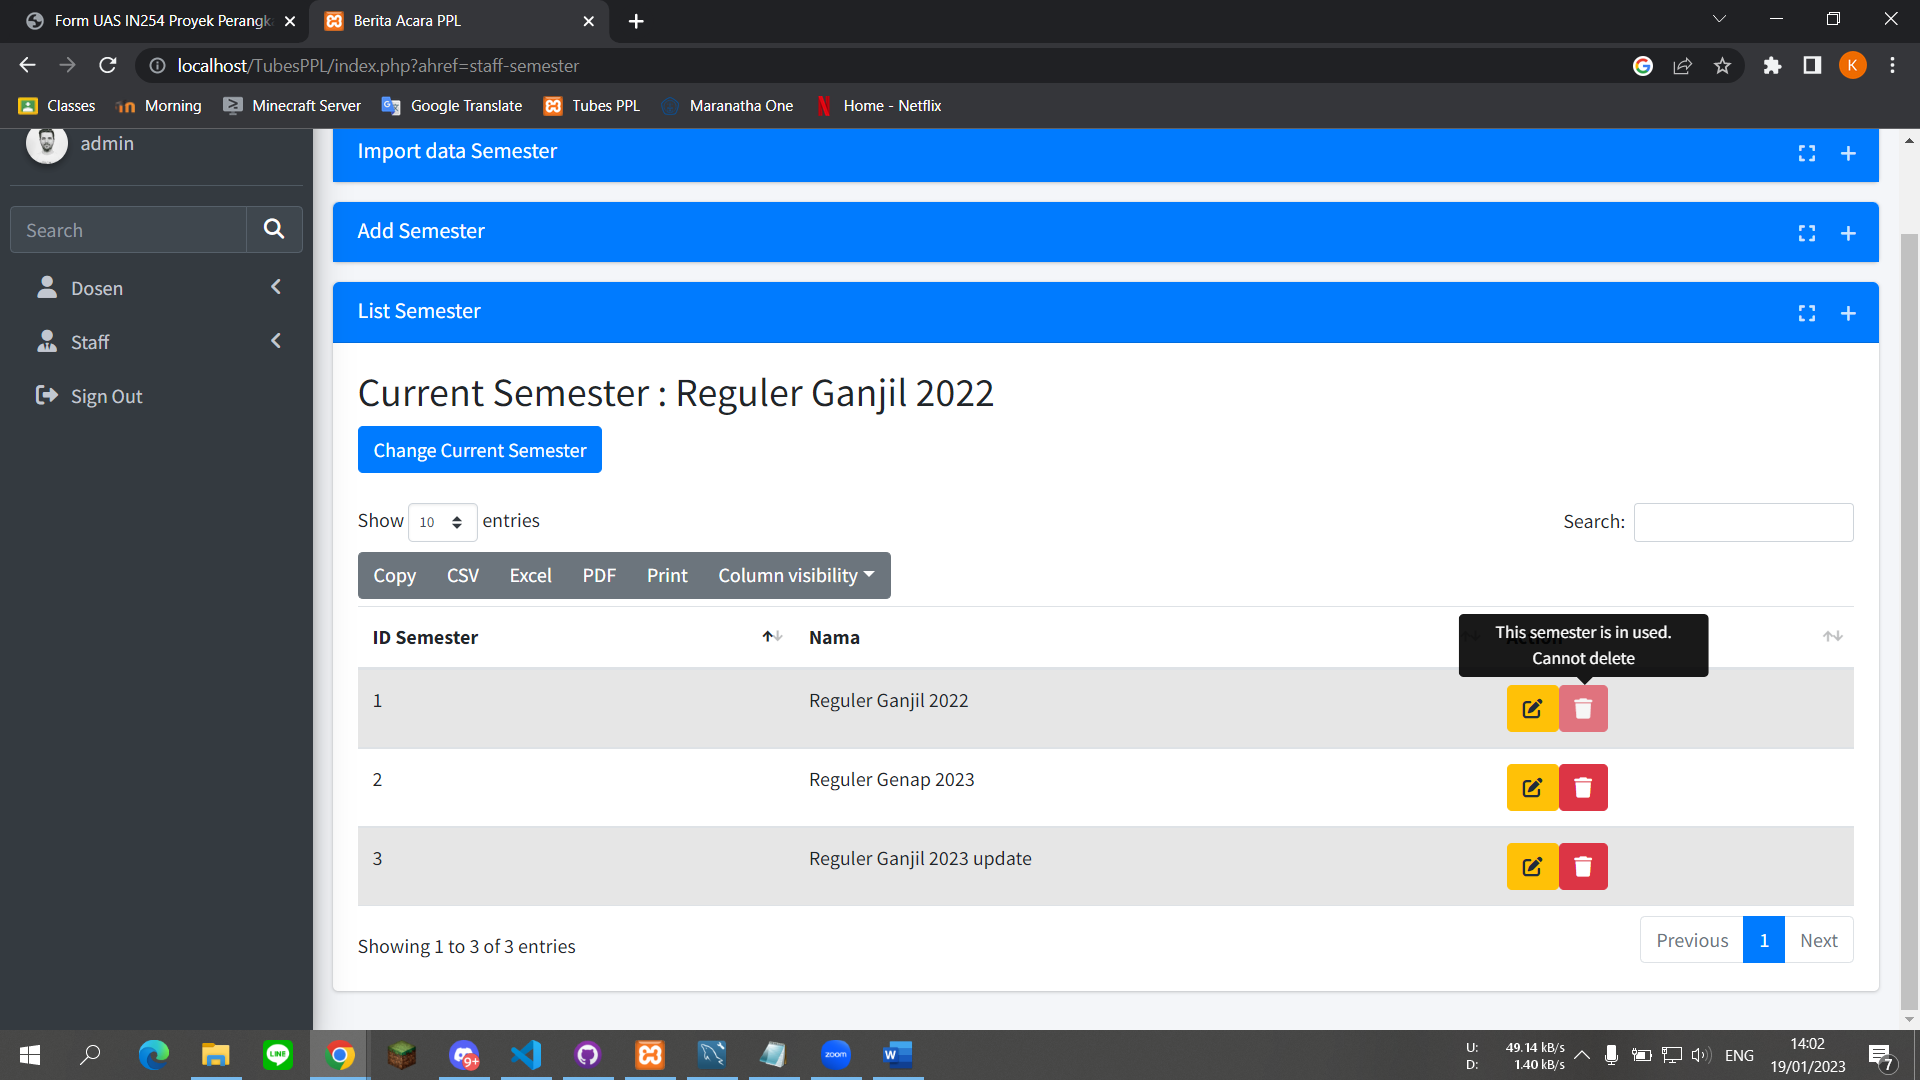 Form UAS IN254 Proyek Perangk
Berita Acara PPL
localhost/TubesPPL/index.php?ahref=staff-semester
K
Classes
Morning
Minecraft Server
Google Translate
Tubes PPL
Maranatha One
Home - Netflix
admin
Search
Dosen
Staff
Sign Out
Import data Semester
Add Semester
List Semester
Current Semester : Reguler Ganjil 2022
Change Current Semester
Show 10 entries
Search:
Copy CSV Excel PDF Print Column visibility
ID Semester Nama Action
This semester is in used.
Cannot delete
1 Reguler Ganjil 2022
2 Reguler Genap 2023
3 Reguler Ganjil 2023 update
Showing 1 to 3 of 3 entries
Previous 1 Next
LINE
9+
zoom
W
U: 49.14 kB/s
D: 1.40 kB/s
ENG
14:02
19/01/2023
7